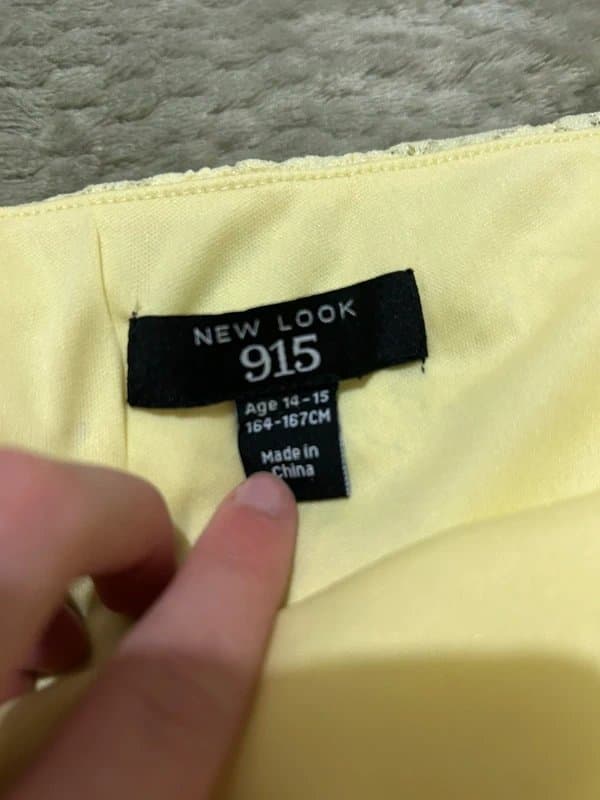 NEW LOOK
915
Age 14-15
164-167CM
Made in
China